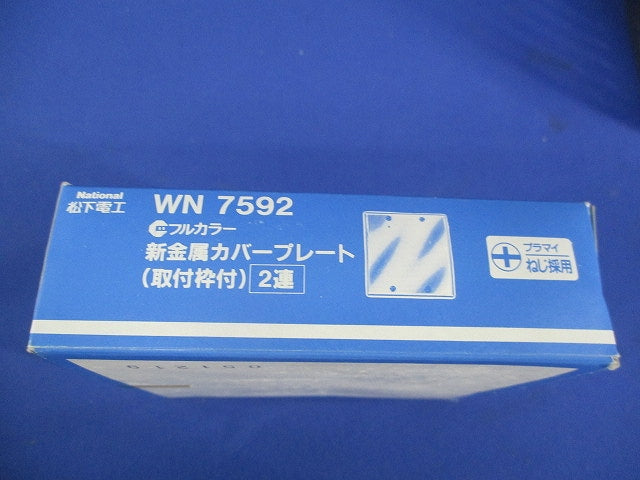 National
松下電工
WN 7592
フルカラー
新金属カバープレート
(取付枠付) 2連
プラマイ
ねじ採用
051219